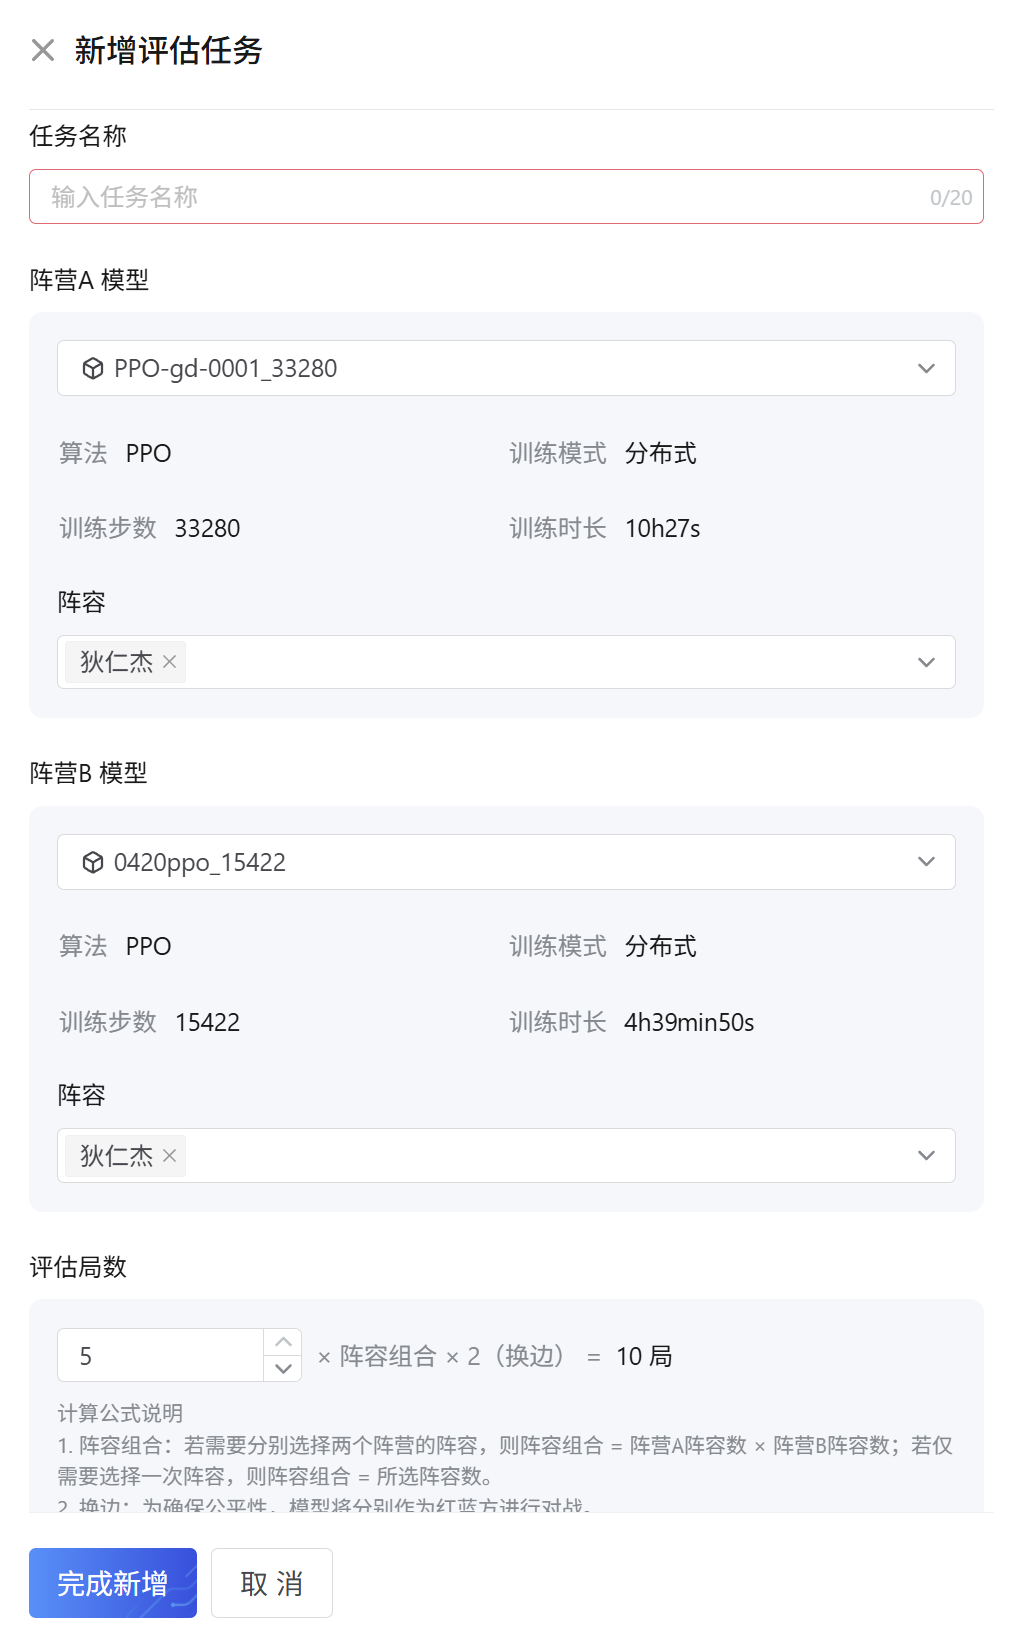 新增评估任务
任务名称
输入任务名称 0/20
阵营A 模型
PPO-gd-0001_33280
算法 PPO 训练模式 分布式
训练步数 33280 训练时长 10h27s
阵容
狄仁杰
阵营B 模型
0420ppo_15422
算法 PPO 训练模式 分布式
训练步数 15422 训练时长 4h39min50s
阵容
狄仁杰
评估局数
5 × 阵容组合 × 2（换边） = 10 局
计算公式说明
1. 阵容组合：若需要分别选择两个阵营的阵容，则阵容组合 = 阵营A阵容数 × 阵营B阵容数；若仅
需要选择一次阵容，则阵容组合 = 所选阵容数。
2. 换边：为确保公平性，模型将分别作为红蓝方进行对战。
完成新增 取 消